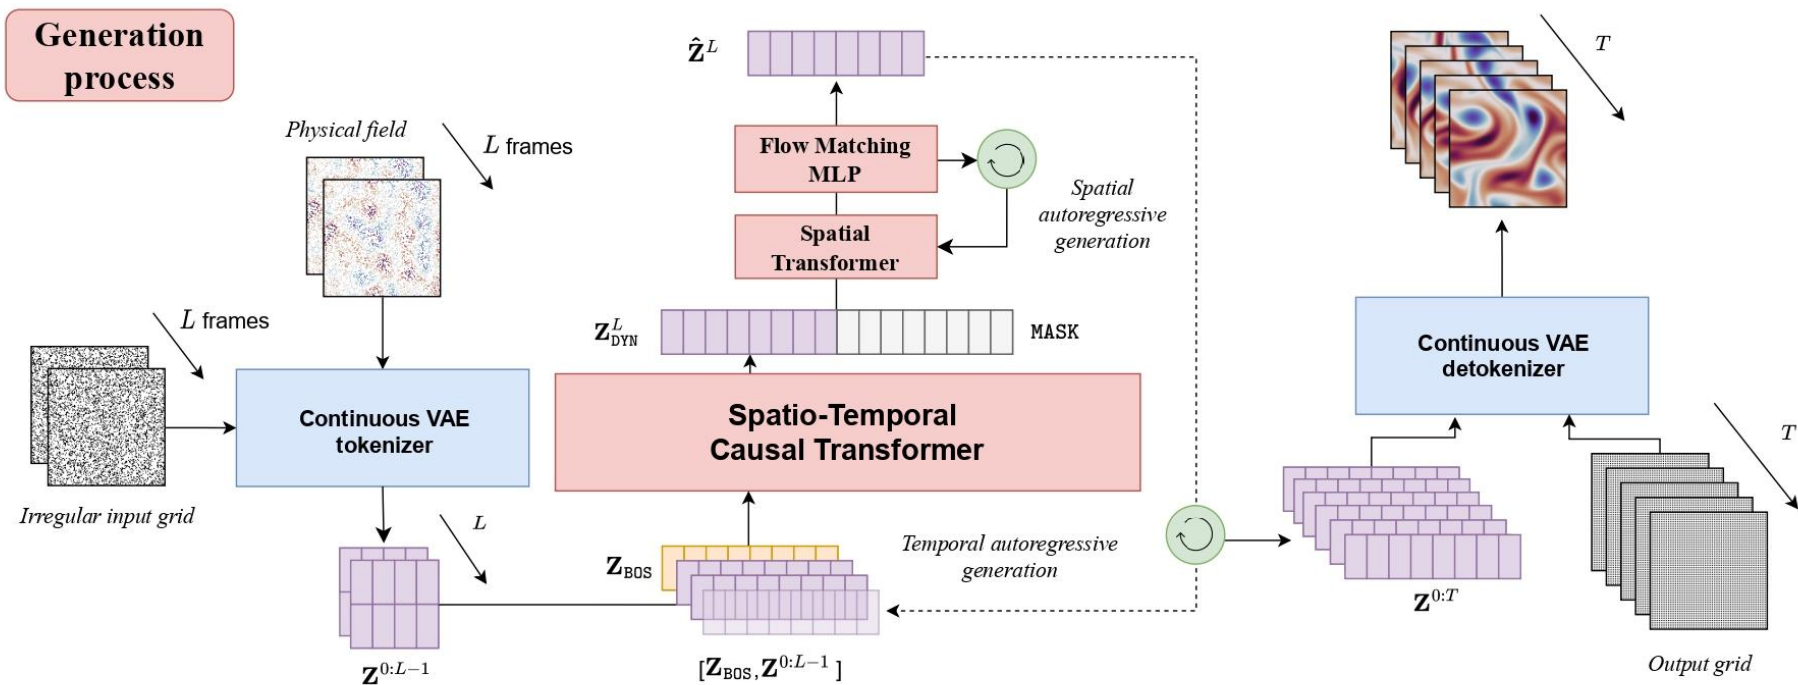 Generation
process
Physical field
L frames
L frames
Irregular input grid
Continuous VAE
tokenizer
L
Z^{0:L−1}
Ẑ^L
Flow Matching
MLP
Spatial
Transformer
Spatial
autoregressive
generation
Z^L_DYN
MASK
Spatio-Temporal
Causal Transformer
Z_BOS
Temporal autoregressive
generation
[Z_BOS, Z^{0:L−1}]
T
Continuous VAE
detokenizer
T
Z^{0:T}
Output grid